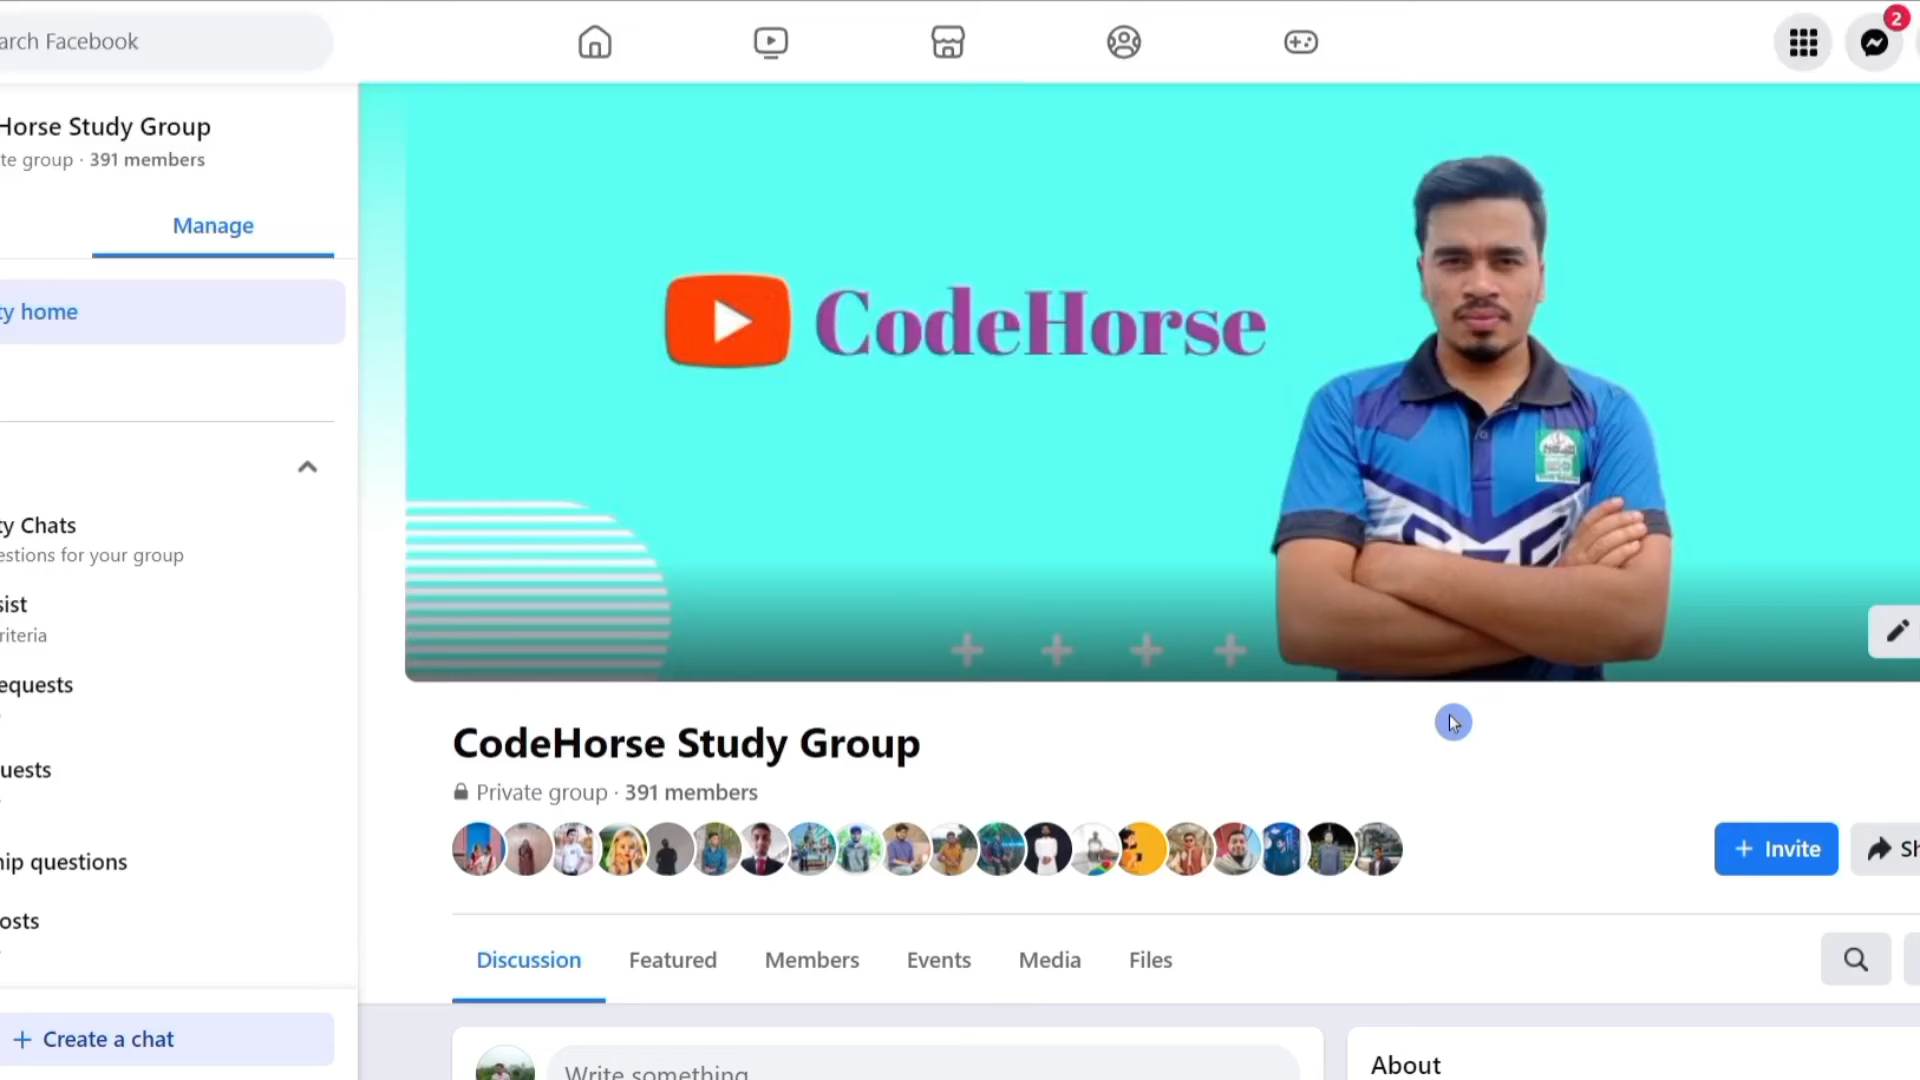 arch Facebook
2
Horse Study Group
te group · 391 members
Manage
ty home
ty Chats
estions for your group
sist
riteria
equests
uests
ip questions
osts
+ Create a chat
CodeHorse
CodeHorse Study Group
Private group · 391 members
+ Invite
Sh
Discussion
Featured
Members
Events
Media
Files
Write something
About